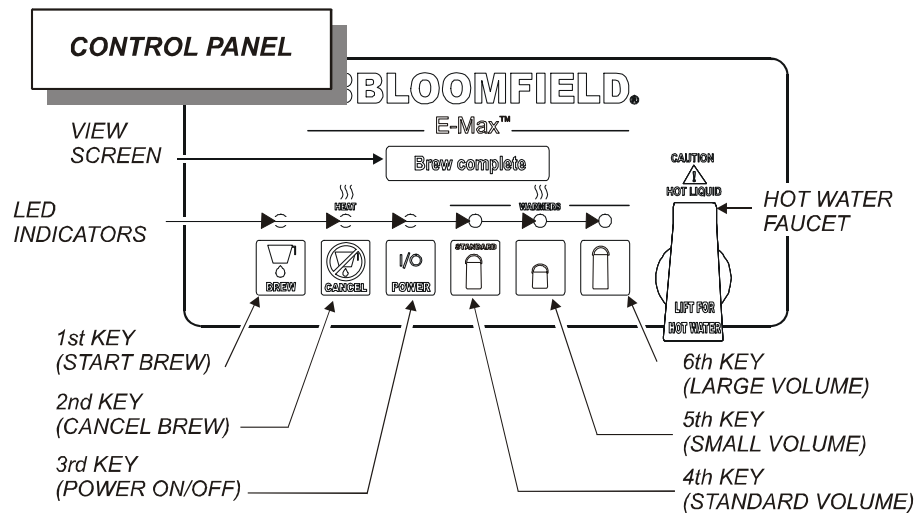 CONTROL PANEL
BLOOMFIELD®
E-Max™
VIEW
SCREEN
Brew complete
CAUTION
HOT LIQUID
HEAT
WARMERS
LED
INDICATORS
HOT WATER
FAUCET
BREW
CANCEL
I/O
POWER
STANDARD
LIFT FOR
HOT WATER
1st KEY
(START BREW)
2nd KEY
(CANCEL BREW)
3rd KEY
(POWER ON/OFF)
6th KEY
(LARGE VOLUME)
5th KEY
(SMALL VOLUME)
4th KEY
(STANDARD VOLUME)